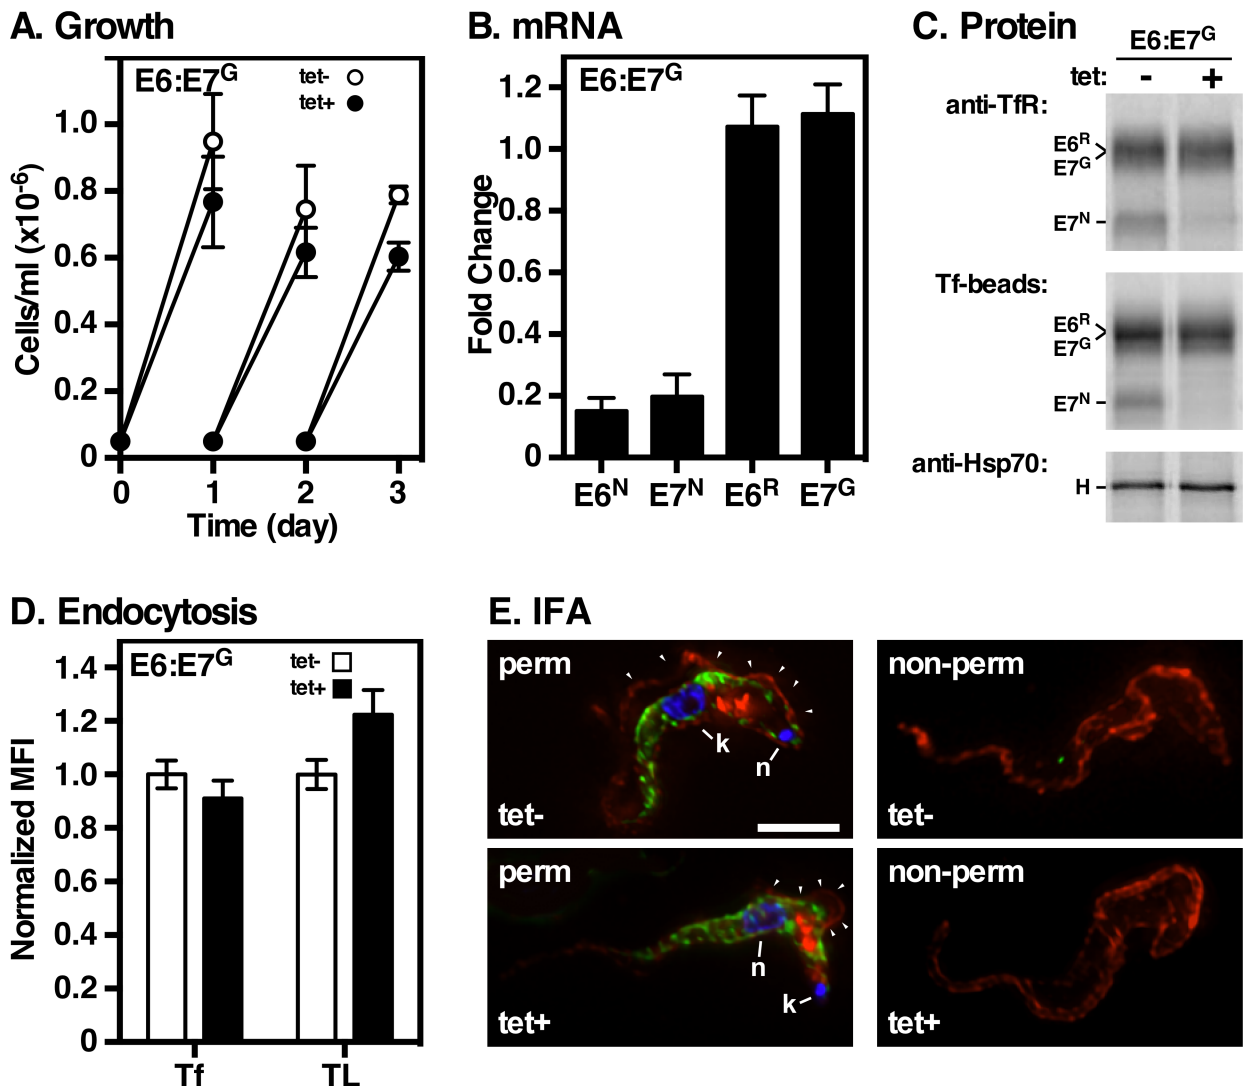 A. Growth
E6:E7G
tet-
tet+
1.0
0.8
0.6
0.4
0.2
0
Cells/ml (x10-6)
0 1 2 3
Time (day)
B. mRNA
E6:E7G
1.2
1.0
0.8
0.6
0.4
0.2
0
Fold Change
E6N E7N E6R E7G
C. Protein
E6:E7G
tet: - +
anti-TfR:
E6R
E7G
E7N
Tf-beads:
E6R
E7G
E7N
anti-Hsp70:
H
D. Endocytosis
E6:E7G
tet-
tet+
1.4
1.2
1.0
0.8
0.6
0.4
0.2
0
Normalized MFI
Tf TL
E. IFA
perm
k
n
tet-
non-perm
tet-
perm
n
k
tet+
non-perm
tet+